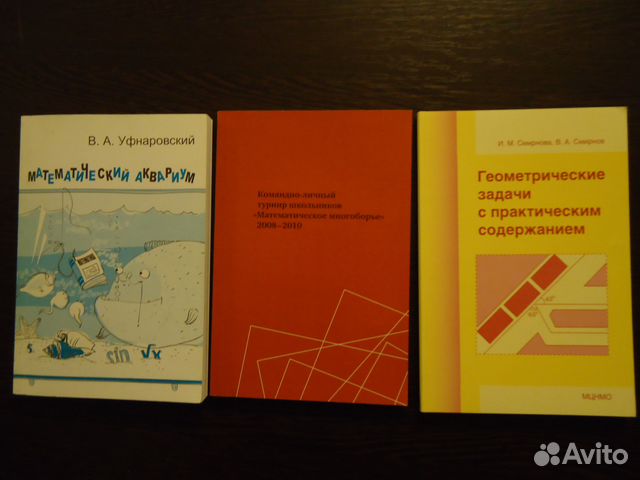 В. А. Уфнаровский
МАТЕМАТИЧЕСКИЙ АКВАРИУМ
sin
√x
Командно-личный
турнир школьников
«Математическое многоборье»
2008–2010
И. М. Смирнова, В. А. Смирнов
Геометрические
задачи
с практическим
содержанием
45°
МЦНМО
Avito